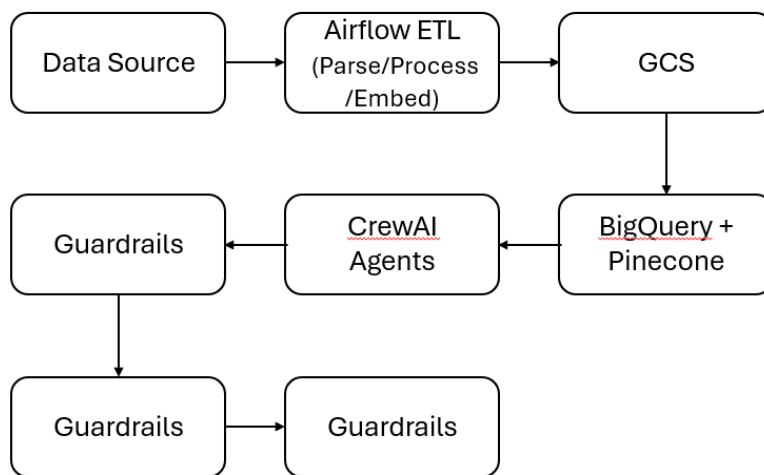 Data Source
Airflow ETL
(Parse/Process
/Embed)
GCS
Guardrails
CrewAI
Agents
BigQuery +
Pinecone
Guardrails
Guardrails